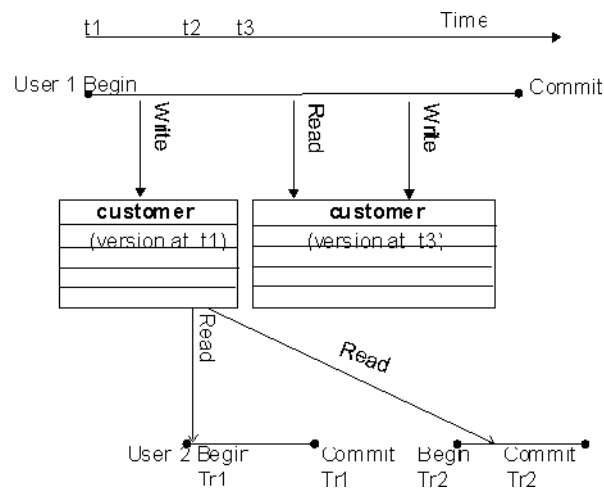 Time
t1 t2 t3
User 1 Begin Commit
Write Read Write
customer customer
(version at t1) (version at t3)
Read Read
User 2 Begin Commit Begin Commit
Tr1 Tr1 Tr2 Tr2